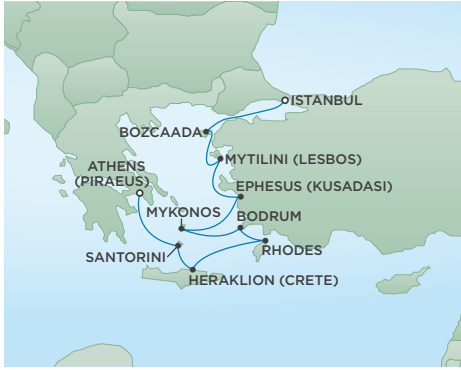 ISTANBUL
BOZCAADA
MYTILINI (LESBOS)
ATHENS
(PIRAEUS)
EPHESUS (KUSADASI)
MYKONOS
BODRUM
SANTORINI
RHODES
HERAKLION (CRETE)